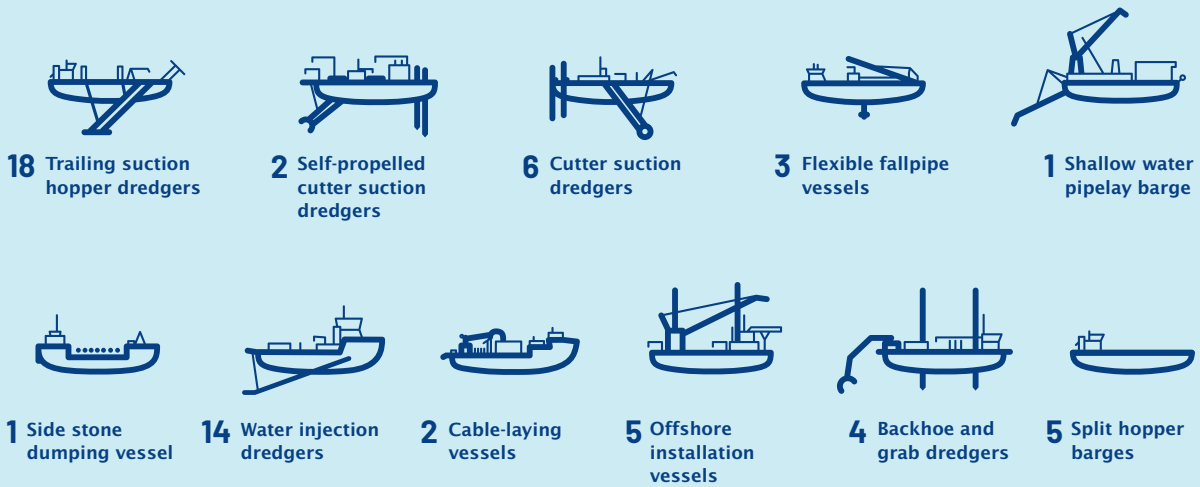 18 Trailing suction
hopper dredgers
2 Self-propelled
cutter suction
dredgers
6 Cutter suction
dredgers
3 Flexible fallpipe
vessels
1 Shallow water
pipelay barge
1 Side stone
dumping vessel
14 Water injection
dredgers
2 Cable-laying
vessels
5 Offshore
installation
vessels
4 Backhoe and
grab dredgers
5 Split hopper
barges